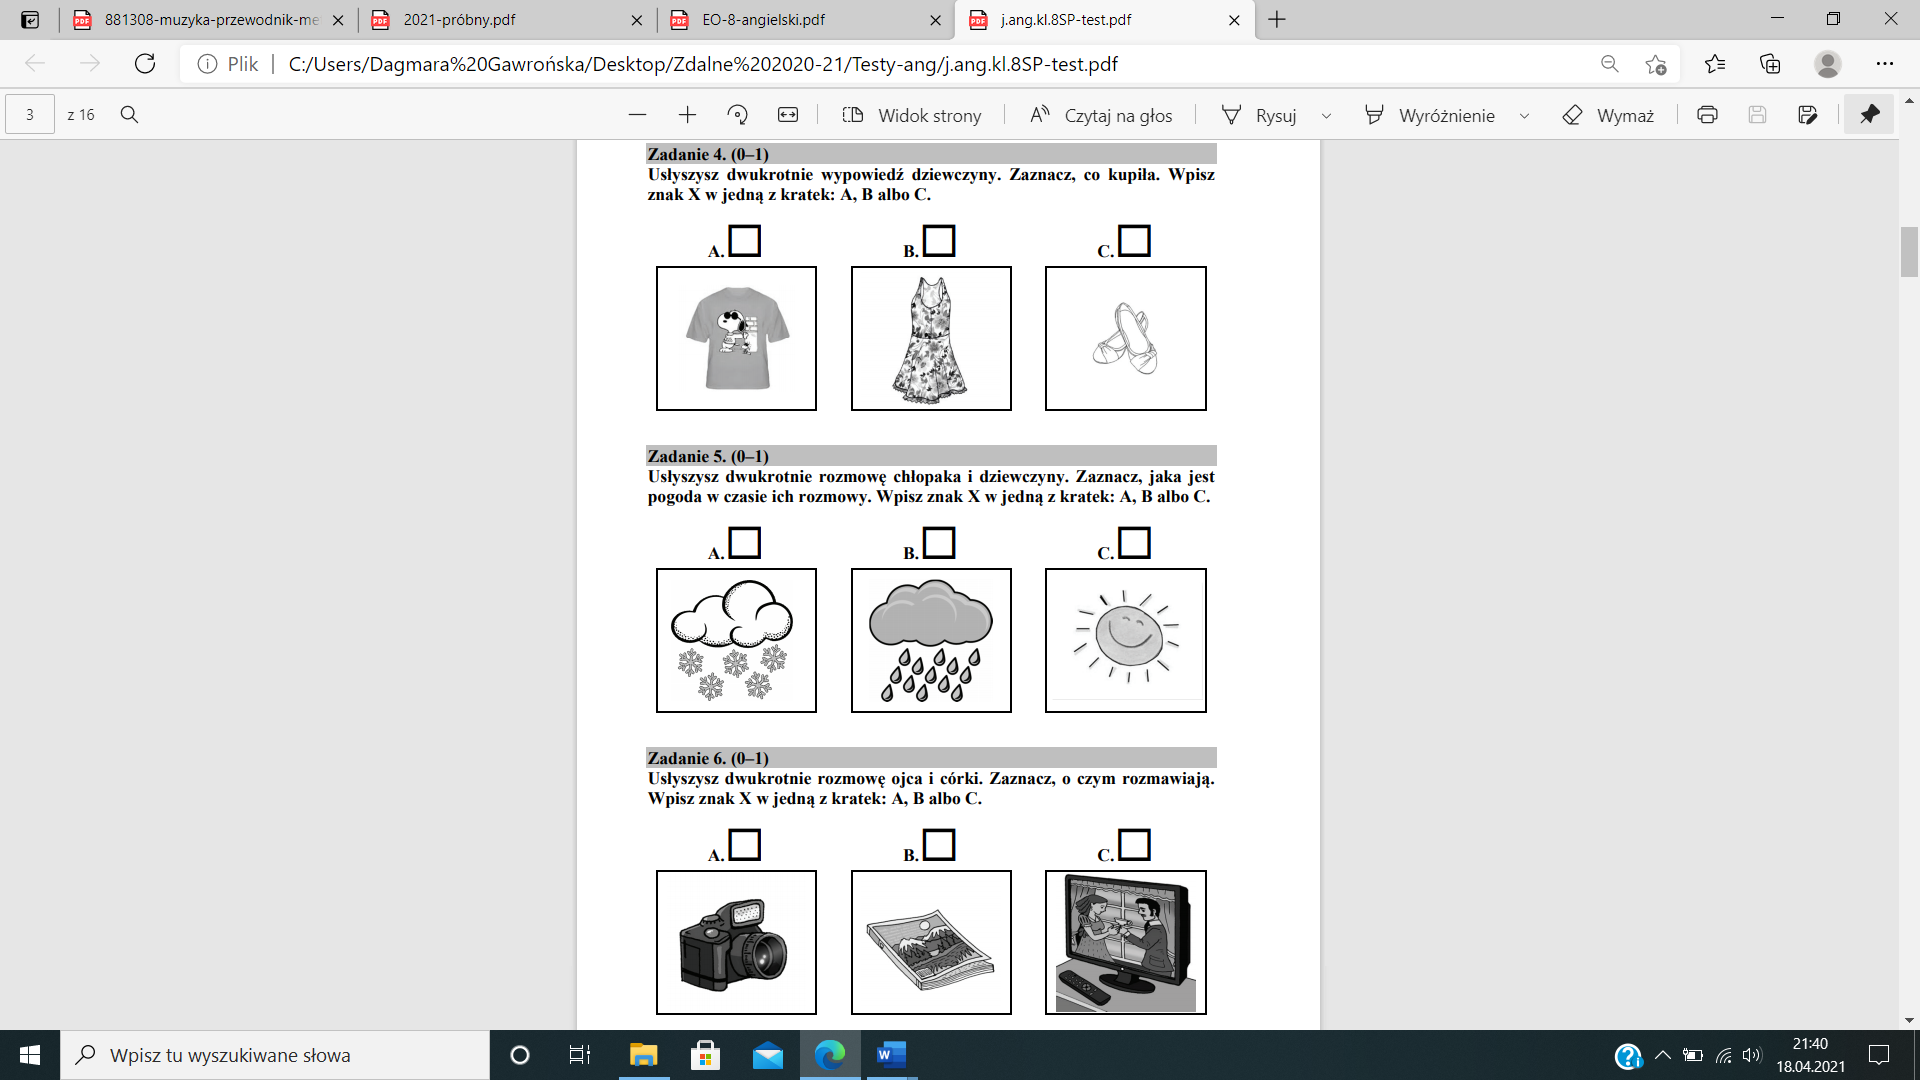 881308-muzyka-przewodnik-me
2021-próbny.pdf
EO-8-angielski.pdf
j.ang.kl.8SP-test.pdf
Plik
C:/Users/Dagmara%20Gawrońska/Desktop/Zdalne%202020-21/Testy-ang/j.ang.kl.8SP-test.pdf
3 z 16
Widok strony
Czytaj na głos
Rysuj
Wyróżnienie
Wymaż
Zadanie 4. (0–1)
Usłyszysz dwukrotnie wypowiedź dziewczyny. Zaznacz, co kupiła. Wpisz
znak X w jedną z kratek: A, B albo C.
A. B. C.
Zadanie 5. (0–1)
Usłyszysz dwukrotnie rozmowę chłopaka i dziewczyny. Zaznacz, jaka jest
pogoda w czasie ich rozmowy. Wpisz znak X w jedną z kratek: A, B albo C.
A. B. C.
Zadanie 6. (0–1)
Usłyszysz dwukrotnie rozmowę ojca i córki. Zaznacz, o czym rozmawiają.
Wpisz znak X w jedną z kratek: A, B albo C.
A. B. C.
Wpisz tu wyszukiwane słowa
21:40
18.04.2021